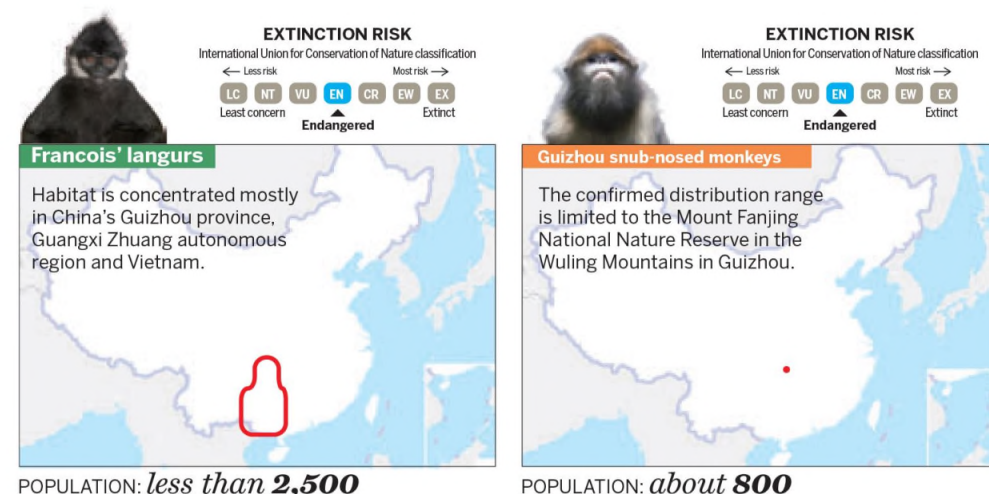 EXTINCTION RISK
International Union for Conservation of Nature classification
← Less risk Most risk →
LC NT VU EN CR EW EX
Least concern Extinct
Endangered
Francois' langurs
Habitat is concentrated mostly
in China's Guizhou province,
Guangxi Zhuang autonomous
region and Vietnam.
POPULATION: less than 2,500
EXTINCTION RISK
International Union for Conservation of Nature classification
← Less risk Most risk →
LC NT VU EN CR EW EX
Least concern Extinct
Endangered
Guizhou snub-nosed monkeys
The confirmed distribution range
is limited to the Mount Fanjing
National Nature Reserve in the
Wuling Mountains in Guizhou.
POPULATION: about 800